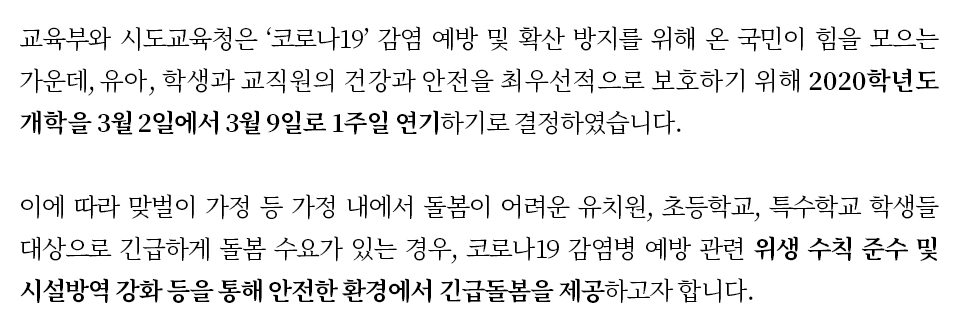 교육부와 시도교육청은 ‘코로나19’ 감염 예방 및 확산 방지를 위해 온 국민이 힘을 모으는
가운데, 유아, 학생과 교직원의 건강과 안전을 최우선적으로 보호하기 위해 2020학년도
개학을 3월 2일에서 3월 9일로 1주일 연기하기로 결정하였습니다.
이에 따라 맞벌이 가정 등 가정 내에서 돌봄이 어려운 유치원, 초등학교, 특수학교 학생들
대상으로 긴급하게 돌봄 수요가 있는 경우, 코로나19 감염병 예방 관련 위생 수칙 준수 및
시설방역 강화 등을 통해 안전한 환경에서 긴급돌봄을 제공하고자 합니다.